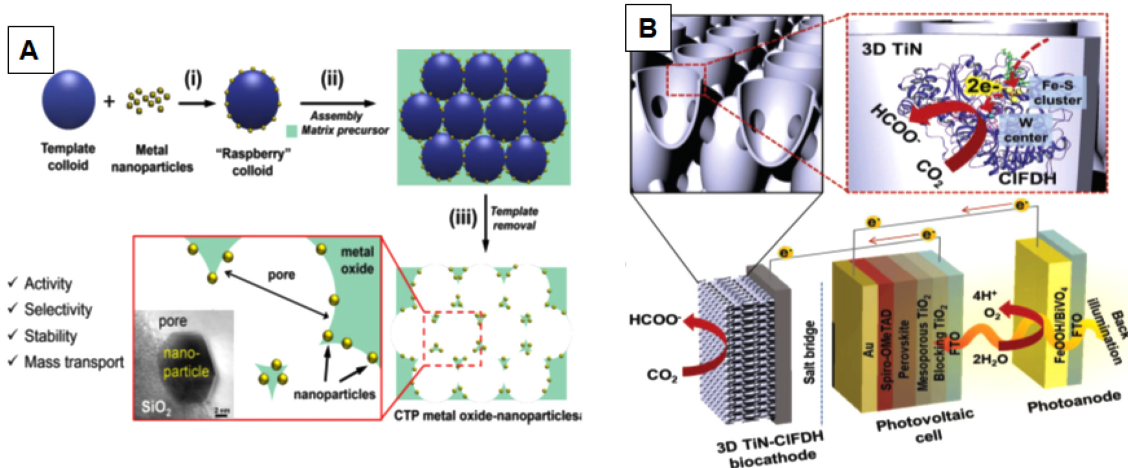 A
Template
colloid
+
Metal
nanoparticles
(i)
"Raspberry"
colloid
(ii)
Assembly
Matrix precursor
(iii)
Template
removal
✓ Activity
✓ Selectivity
✓ Stability
✓ Mass transport
metal
oxide
pore
pore
nano-
particle
SiO2
2 nm
nanoparticles
CTP metal oxide-nanoparticles
B
3D TiN
2e-
Fe-S
cluster
W
center
HCOO-
CO2
ClFDH
e-
e-
e-
HCOO-
CO2
3D TiN-ClFDH
biocathode
Salt bridge
Au
Spiro-OMeTAD
Perovskite
Mesoporous TiO2
Blocking TiO2
FTO
Photovoltaic
cell
4H+
O2
2H2O
FeOOH/BiVO4
FTO
Back
illumination
Photoanode